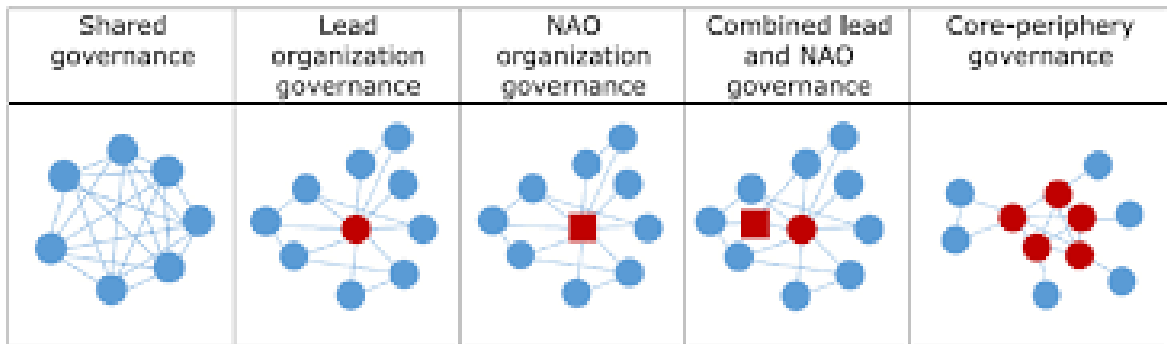 Shared
governance
Lead
organization
governance
NAO
organization
governance
Combined lead
and NAO
governance
Core-periphery
governance